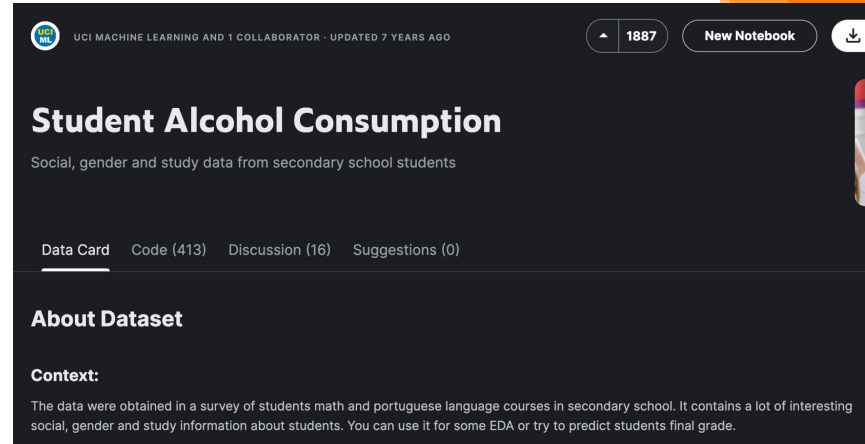 UCI
ML
UCI MACHINE LEARNING AND 1 COLLABORATOR · UPDATED 7 YEARS AGO
1887
New Notebook
Student Alcohol Consumption
Social, gender and study data from secondary school students
Data Card Code (413) Discussion (16) Suggestions (0)
About Dataset
Context:
The data were obtained in a survey of students math and portuguese language courses in secondary school. It contains a lot of interesting
social, gender and study information about students. You can use it for some EDA or try to predict students final grade.